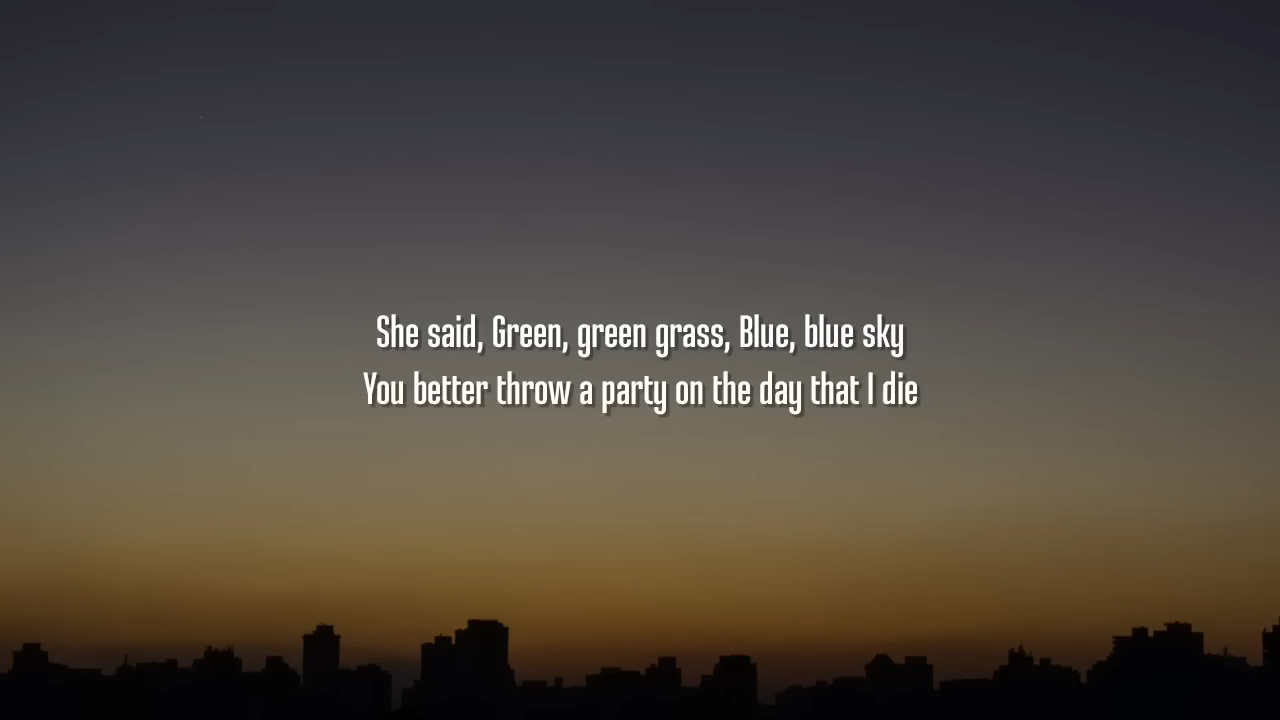 She said, Green, green grass, Blue, blue sky
You better throw a party on the day that I die